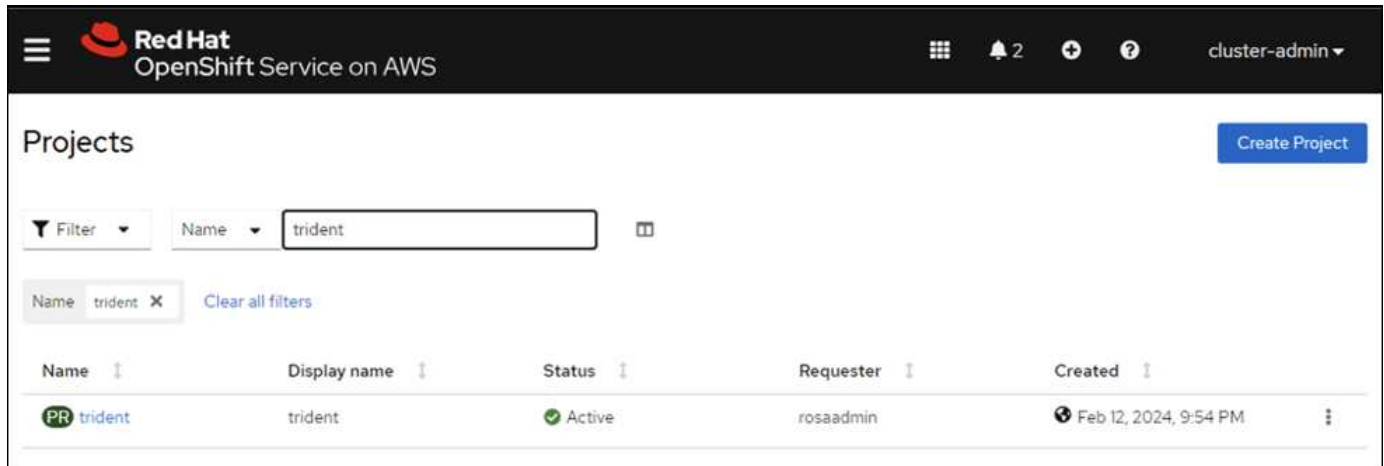 Red Hat
OpenShift Service on AWS
2
cluster-admin
Projects
Create Project
Filter
Name
trident
Name trident
Clear all filters
Name Display name Status Requester Created
PR trident trident Active rosaadmin Feb 12, 2024, 9:54 PM